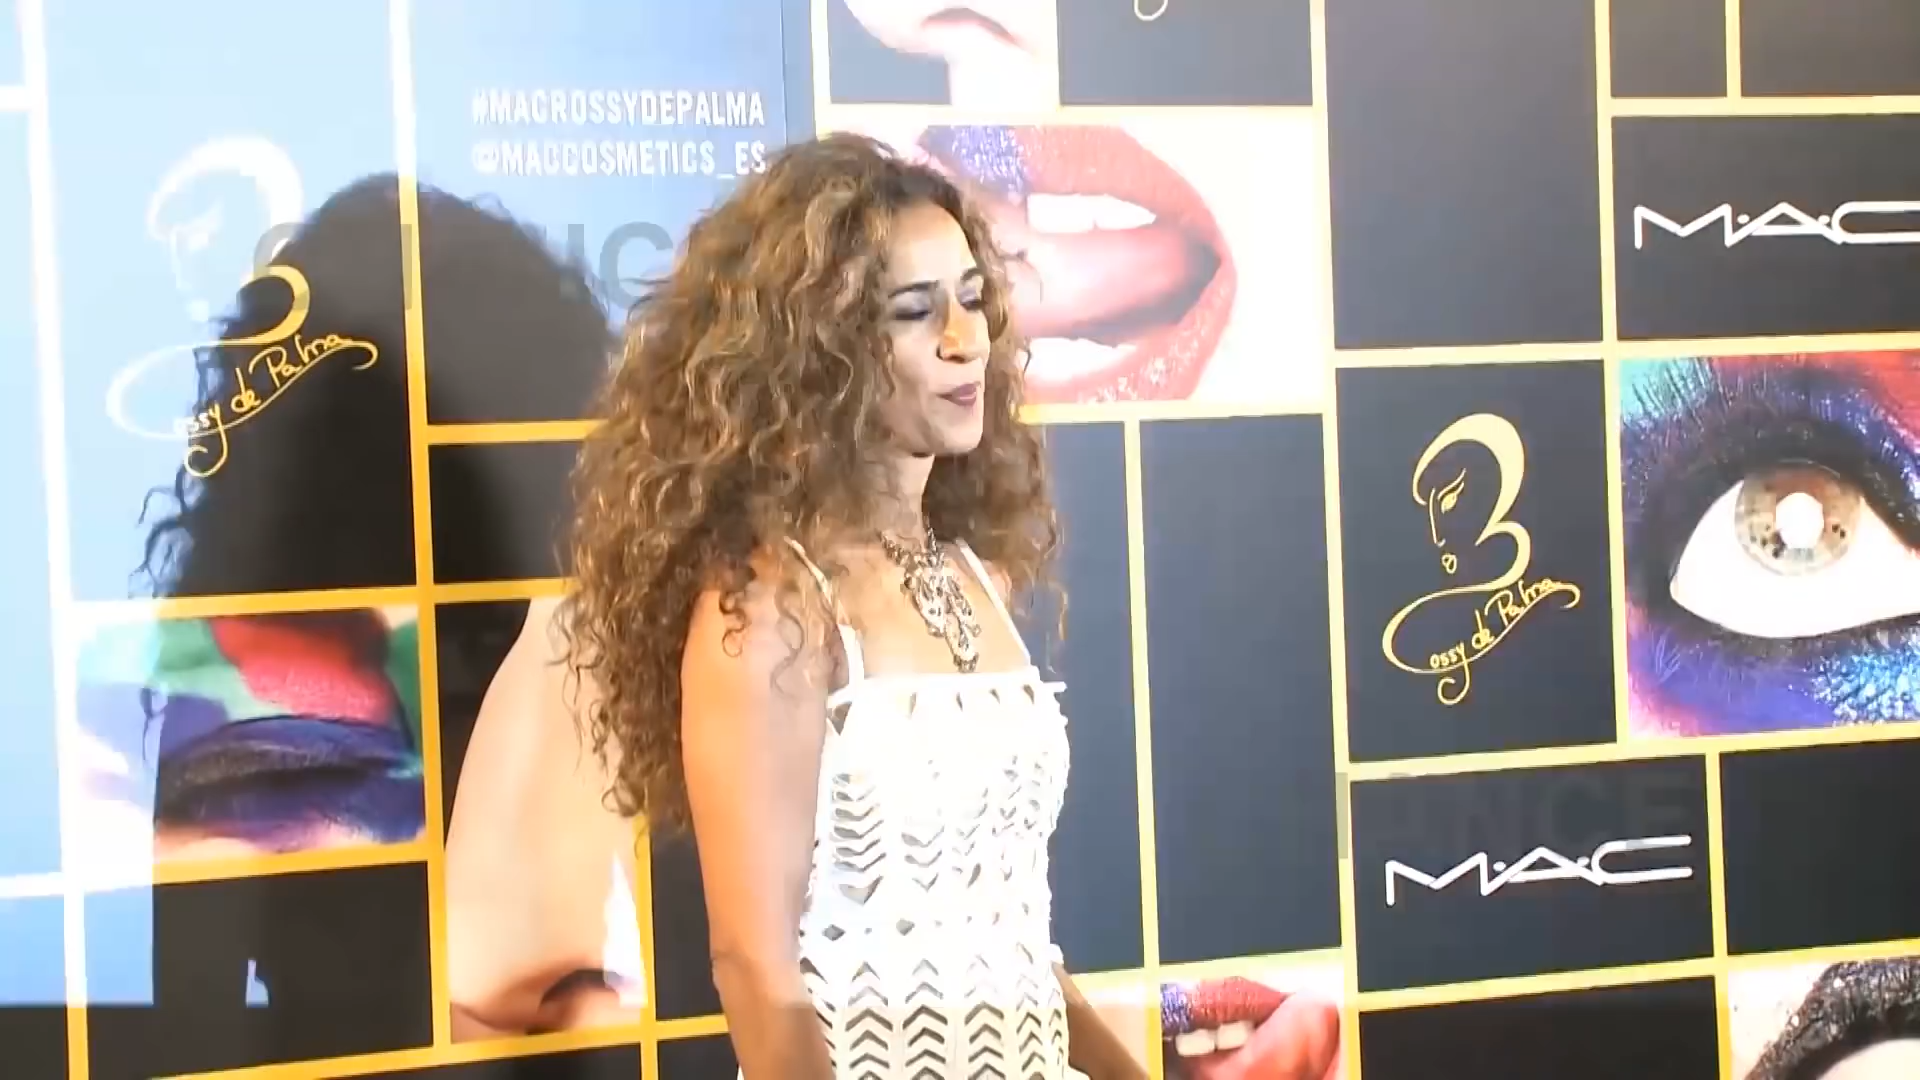 #MACROSSYDEPALMA
@MACCOSMETICS_ES
M·A·C
Rossy de Palma
Rossy de Palma
M·A·C